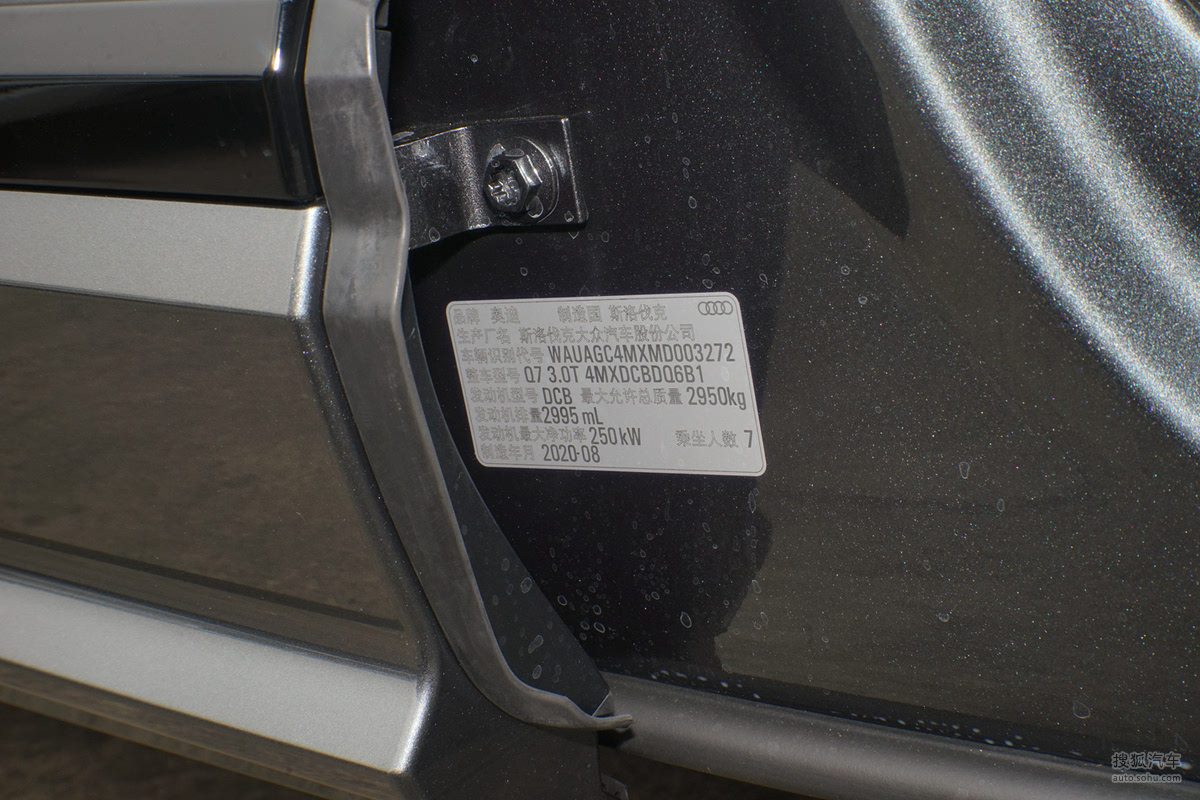 品牌 奥迪 制造国 斯洛伐克
生产厂名 斯洛伐克大众汽车股份公司
车辆识别代号 WAUAGC4MXMD003272
整车型号 Q7 3.0T 4MXDCBDQ6B1
发动机型号 DCB 最大允许总质量 2950kg
发动机排量 2995 mL
发动机最大净功率 250 kW 乘坐人数 7
制造年月 2020-08
搜狐汽车
auto.sohu.com